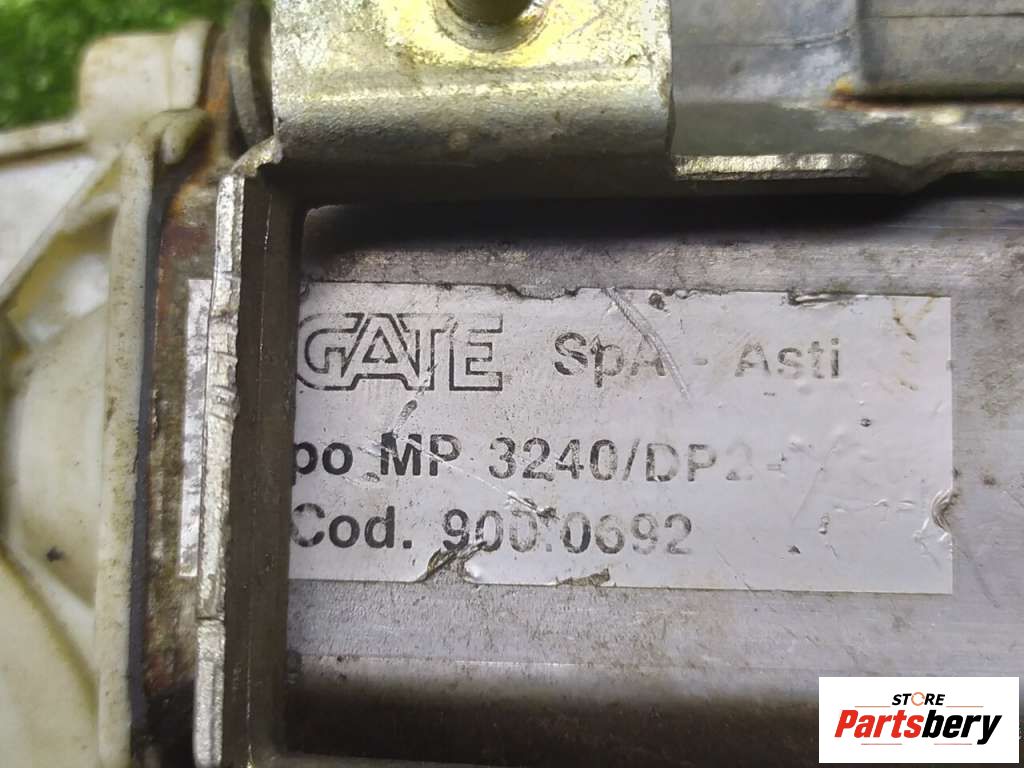 GATE SpA - Asti
po MP 3240/DP2-
Cod. 900.0692
STORE
Partsbery